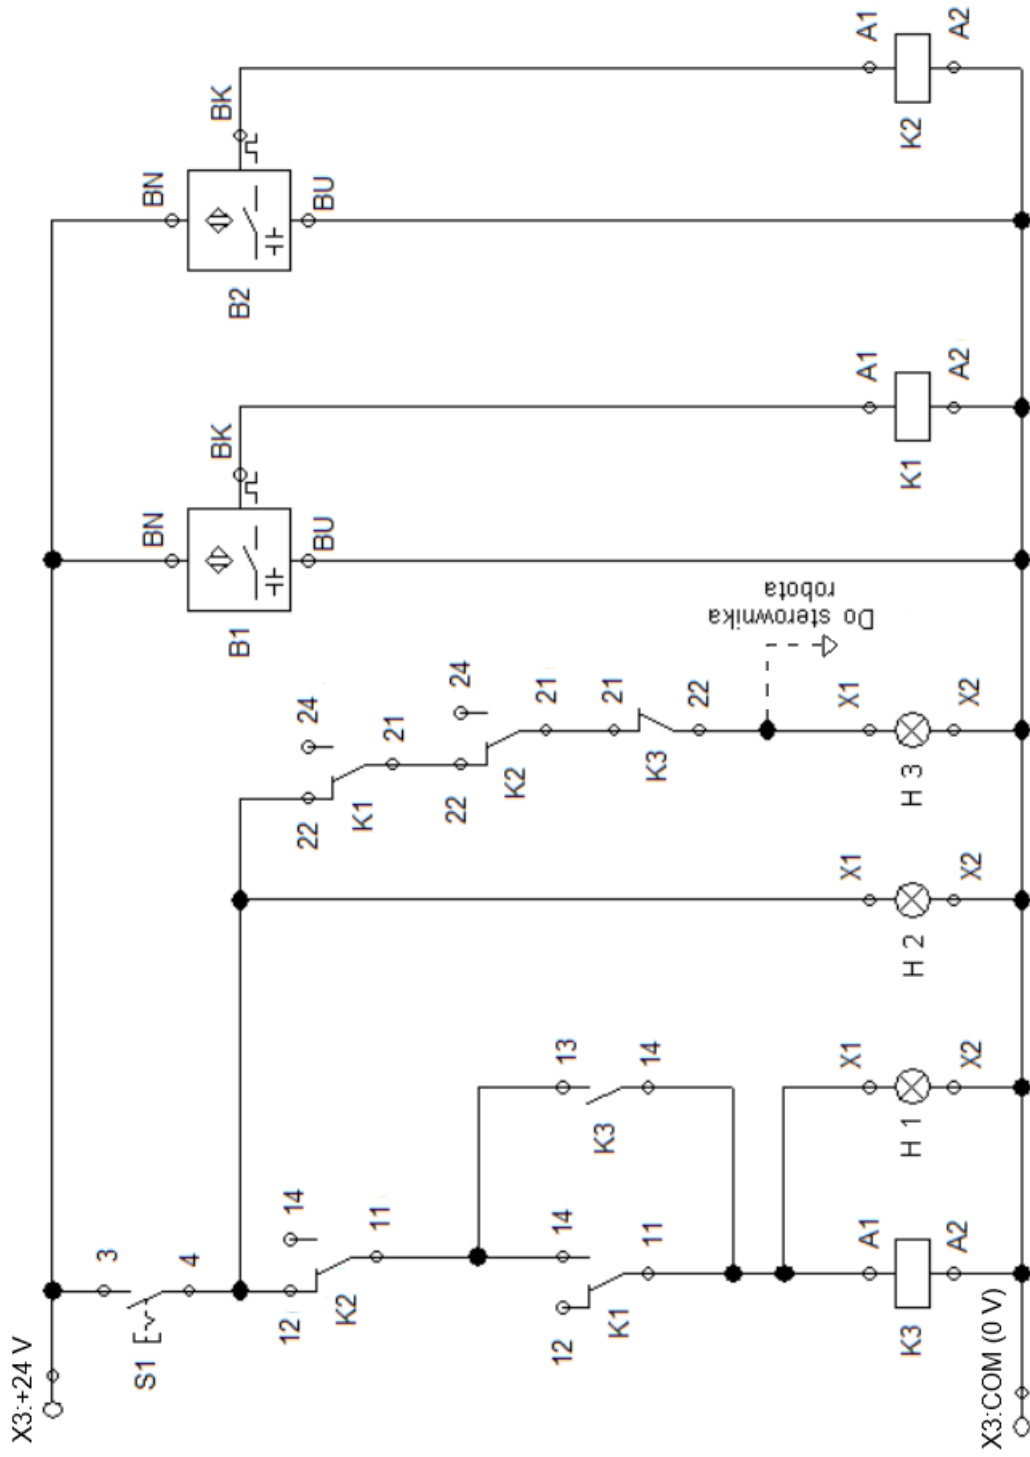 X3:+24 V
S1
3
4
12
14
11
K2
12
14
11
K1
13
14
K3
A1
A2
K3
X1
X2
H 1
X1
X2
H 2
22
24
21
K1
22
24
21
K2
21
22
K3
Do sterownika
robota
X1
X2
H 3
BN
BK
BU
B1
A1
A2
K1
BN
BK
BU
B2
A1
A2
K2
X3:COM (0 V)